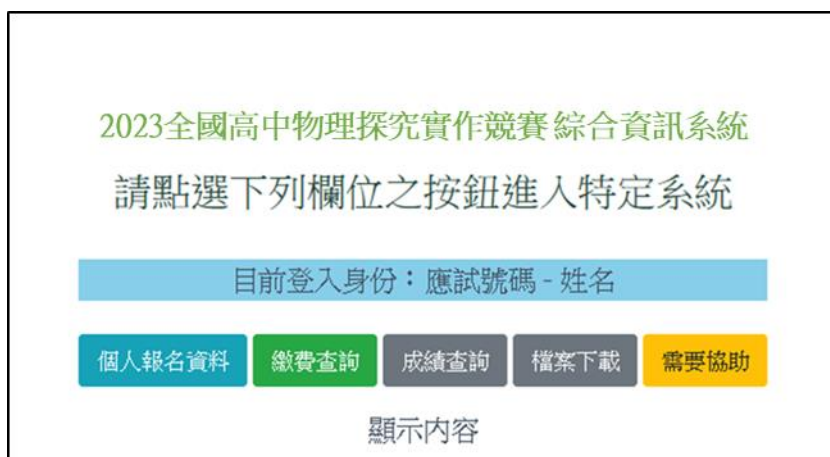 2023全國高中物理探究實作競賽 綜合資訊系統
請點選下列欄位之按鈕進入特定系統
目前登入身份：應試號碼 - 姓名
個人報名資料 繳費查詢 成績查詢 檔案下載 需要協助
顯示內容